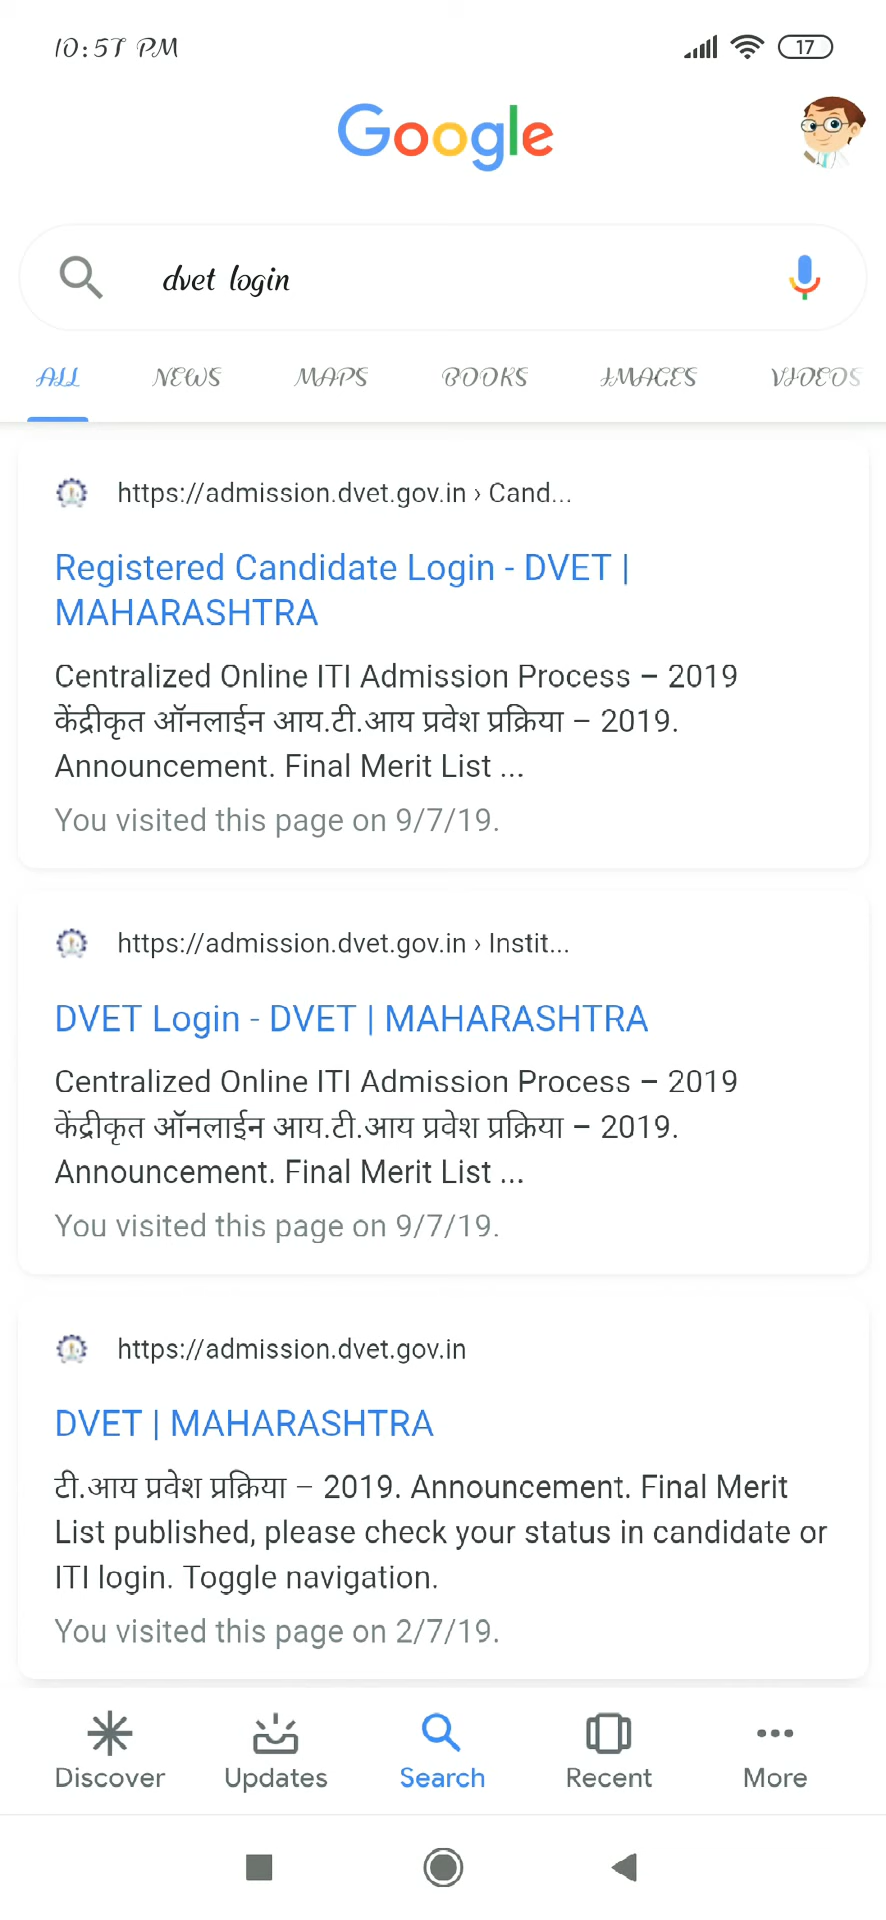 10:57 PM
17
Google
dvet login
ALL NEWS MAPS BOOKS IMAGES VIDEOS
https://admission.dvet.gov.in › Cand...
Registered Candidate Login - DVET |
MAHARASHTRA
Centralized Online ITI Admission Process – 2019
केंद्रीकृत ऑनलाईन आय.टी.आय प्रवेश प्रक्रिया – 2019.
Announcement. Final Merit List ...
You visited this page on 9/7/19.
https://admission.dvet.gov.in › Instit...
DVET Login - DVET | MAHARASHTRA
Centralized Online ITI Admission Process – 2019
केंद्रीकृत ऑनलाईन आय.टी.आय प्रवेश प्रक्रिया – 2019.
Announcement. Final Merit List ...
You visited this page on 9/7/19.
https://admission.dvet.gov.in
DVET | MAHARASHTRA
टी.आय प्रवेश प्रक्रिया – 2019. Announcement. Final Merit
List published, please check your status in candidate or
ITI login. Toggle navigation.
You visited this page on 2/7/19.
Discover Updates Search Recent More